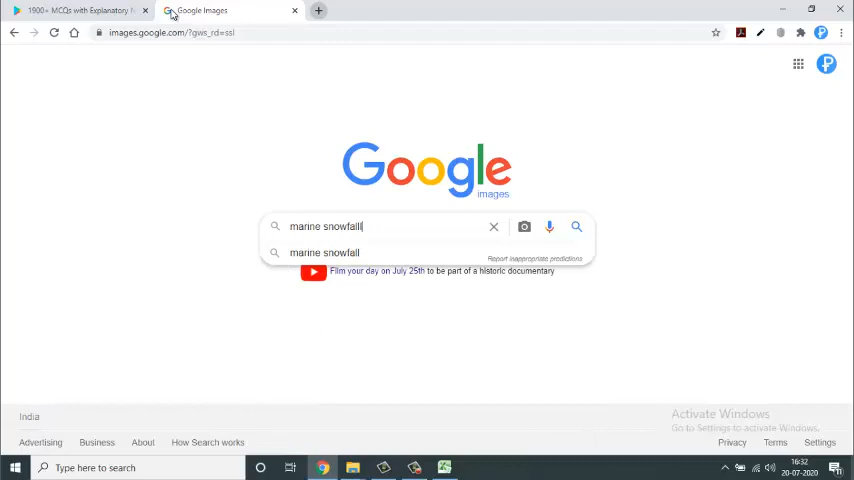 1900+ MCQs with Explanatory N
Google Images
images.google.com/?gws_rd=ssl
Google
images
marine snowfall
marine snowfall
Report inappropriate predictions
Film your day on July 25th to be part of a historic documentary
India
Activate Windows
Go to Settings to activate Windows.
Advertising Business About How Search works Privacy Terms Settings
Type here to search
16:32
20-07-2020